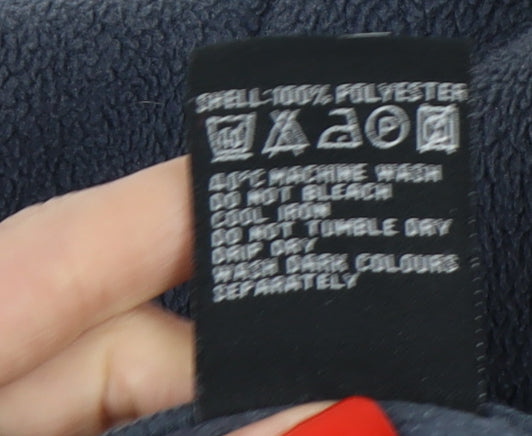 SHELL:100% POLYESTER
40
P
40°C MACHINE WASH
DO NOT BLEACH
COOL IRON
DO NOT TUMBLE DRY
DRIP DRY
WASH DARK COLOURS
SEPARATELY